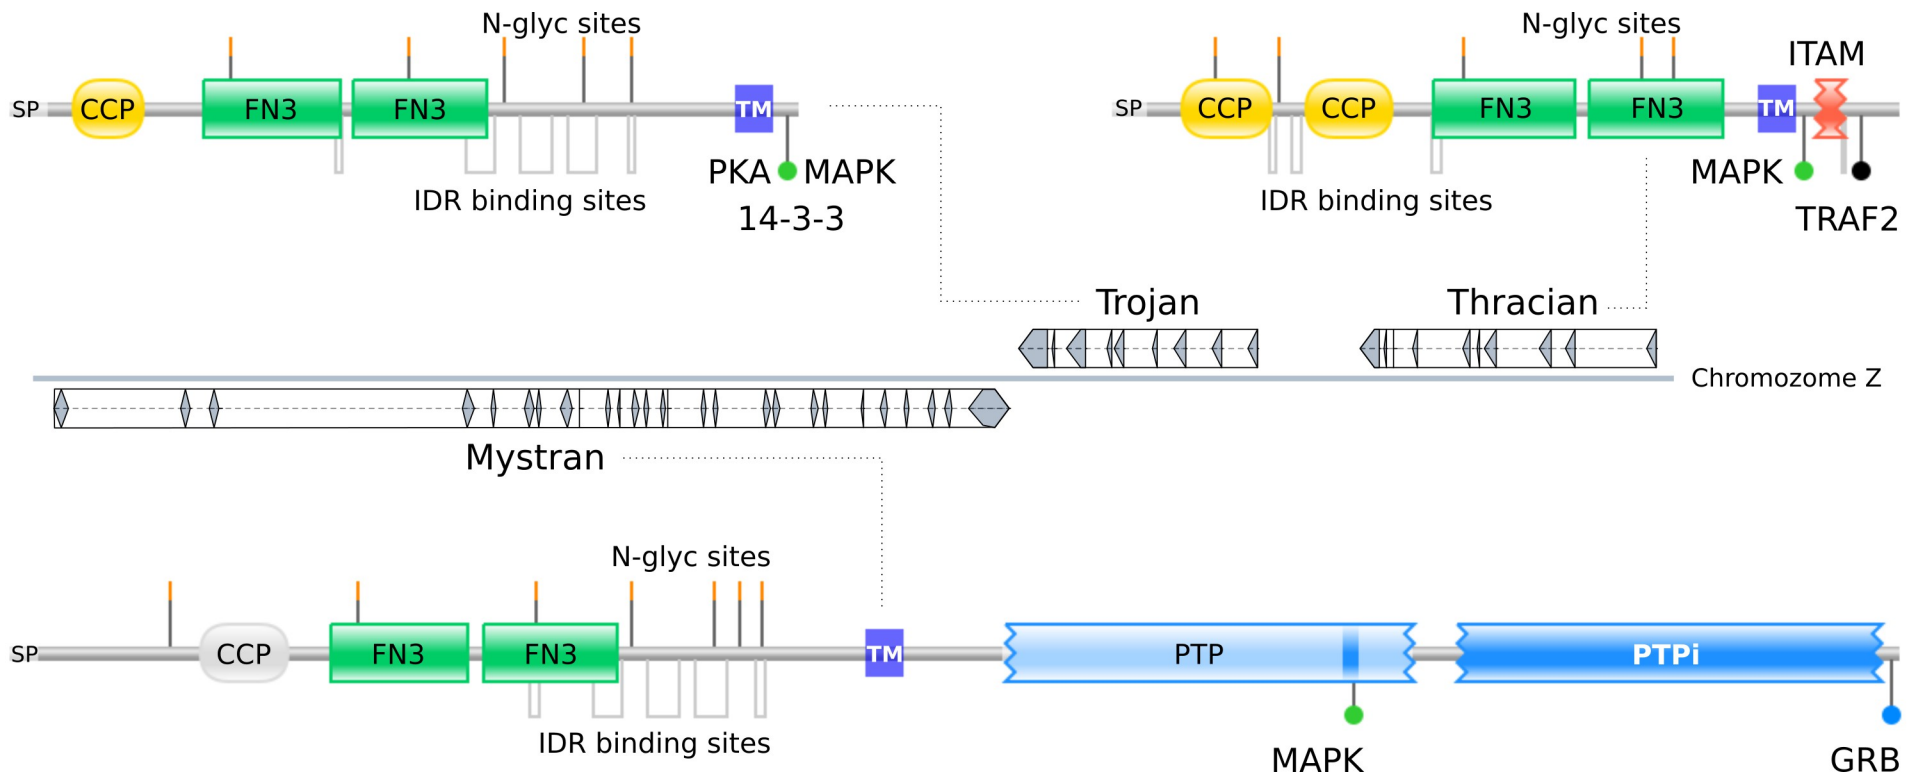 N-glyc sites
SP CCP FN3 FN3 TM
PKA MAPK
IDR binding sites
14-3-3
N-glyc sites
ITAM
SP CCP CCP FN3 FN3 TM
MAPK
IDR binding sites
TRAF2
Trojan
Thracian
Chromozome Z
Mystran
N-glyc sites
SP CCP FN3 FN3 TM PTP PTPi
IDR binding sites
MAPK
GRB